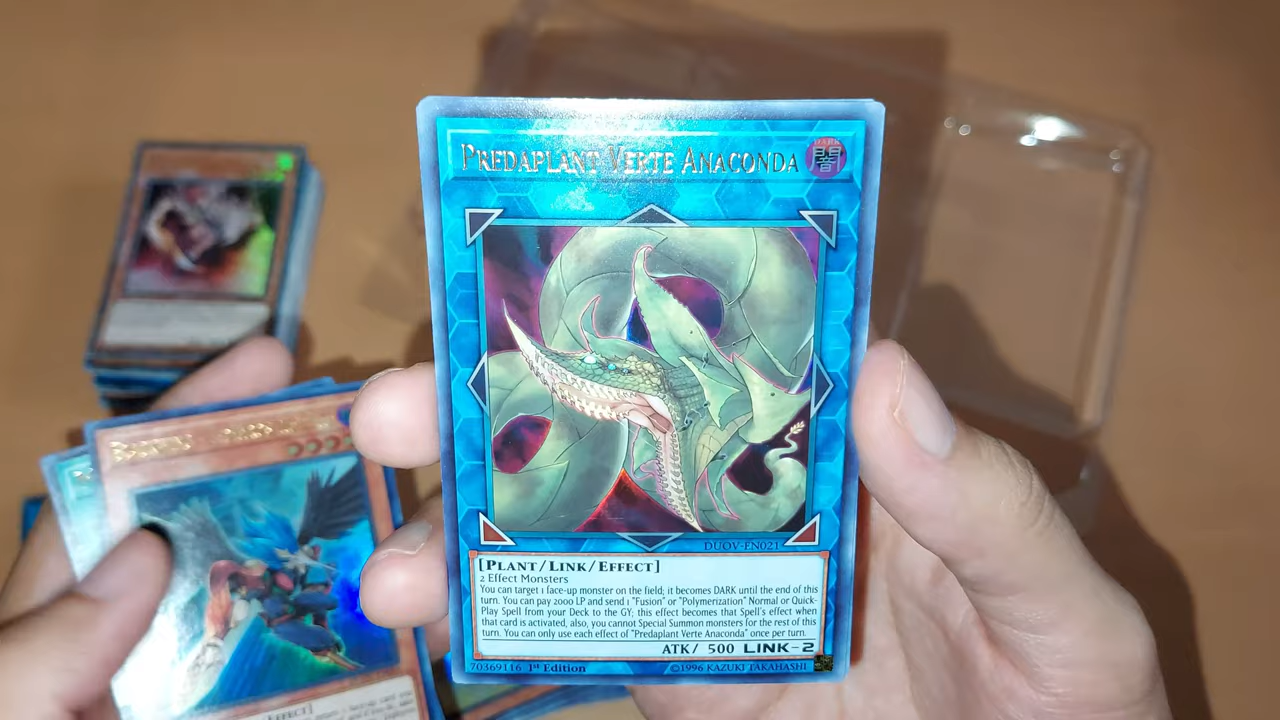 PREDAPLANT VERTE ANACONDA
DARK
闇
DUOV-EN021
[PLANT/LINK/EFFECT]
2 Effect Monsters
You can target 1 face-up monster on the field; it becomes DARK until the end of this
turn. You can pay 2000 LP and send 1 "Fusion" or "Polymerization" Normal or Quick-
Play Spell from your Deck to the GY; this effect becomes that Spell's effect when
that card is activated, also, you cannot Special Summon monsters for the rest of this
turn. You can only use each effect of "Predaplant Verte Anaconda" once per turn.
ATK/ 500 LINK-2
70369116 1st Edition ©1996 KAZUKI TAKAHASHI